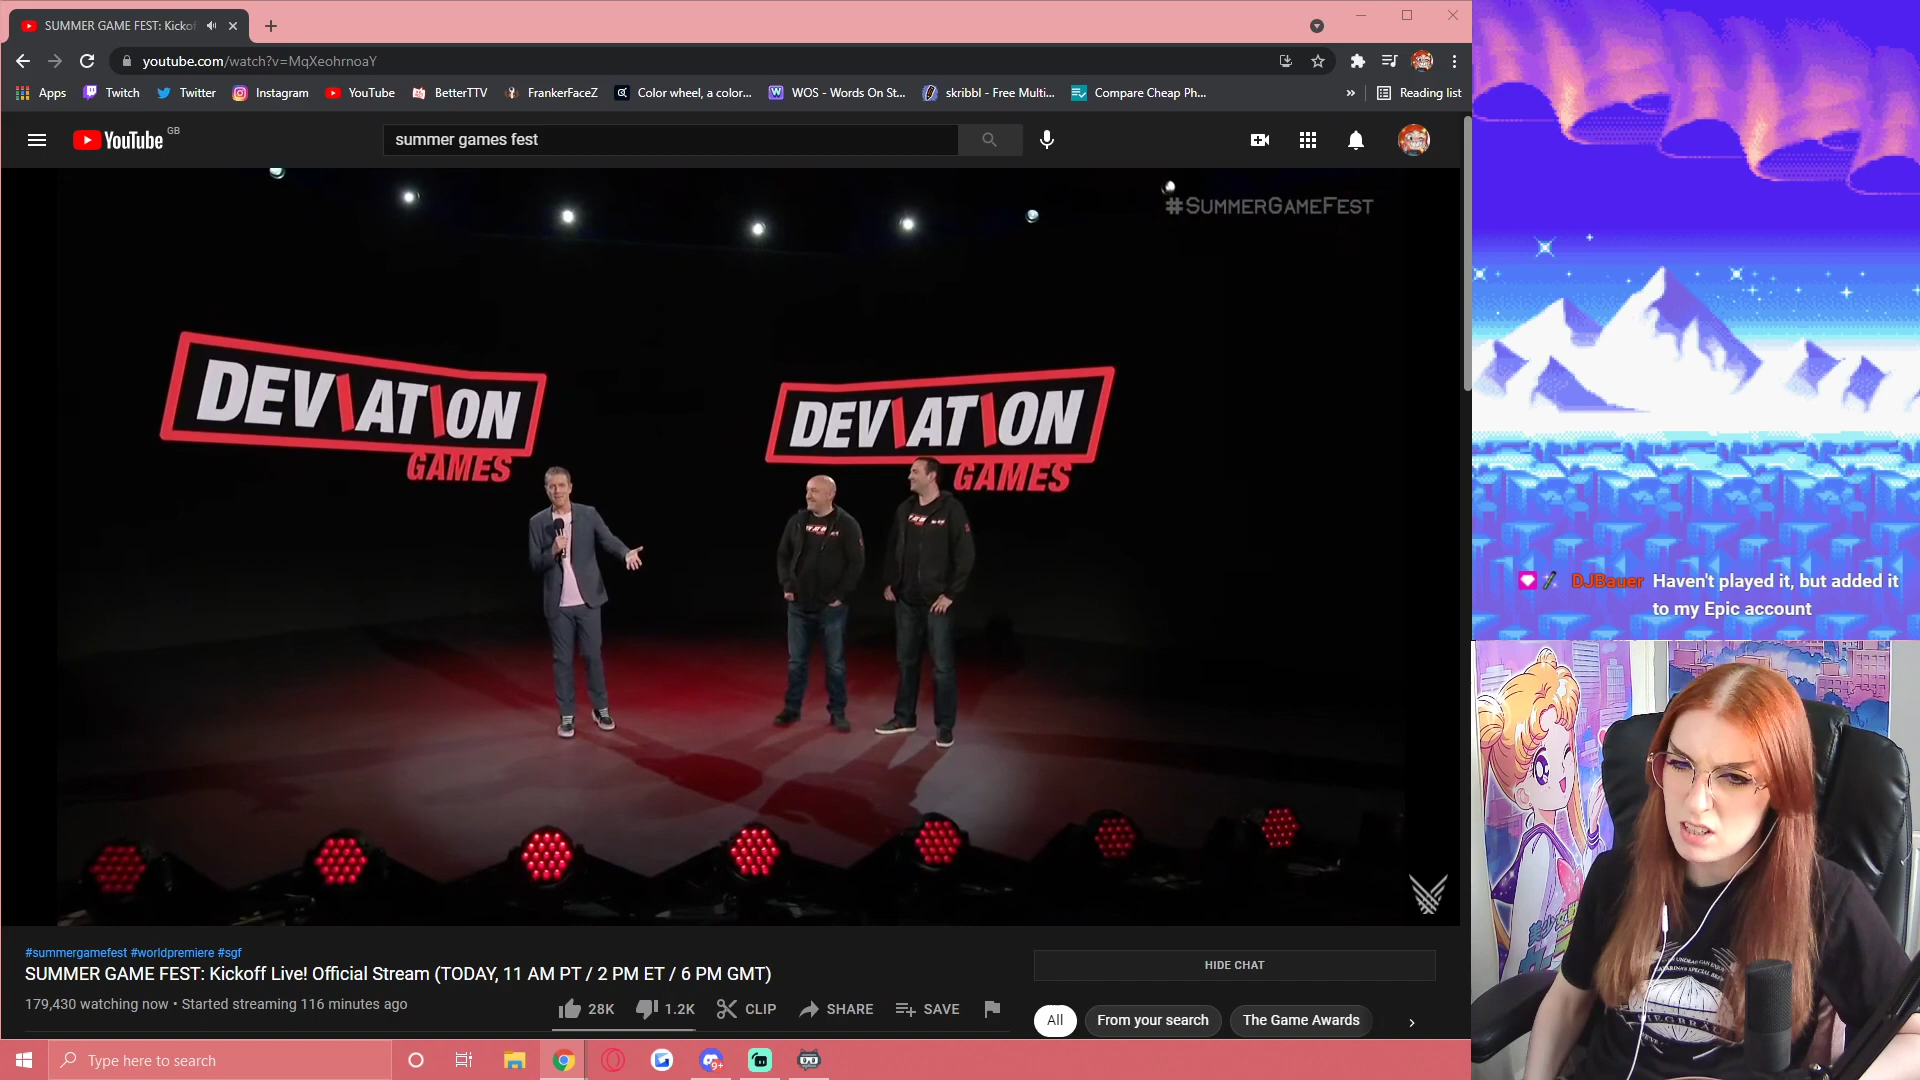 SUMMER GAME FEST: Kickof
youtube.com/watch?v=MqXeohrnoaY
Apps
Twitch
Twitter
Instagram
YouTube
BetterTTV
FrankerFaceZ
Color wheel, a color...
WOS - Words On St...
skribbl - Free Multi...
Compare Cheap Ph...
»
Reading list
YouTube GB
summer games fest
#SUMMERGAMEFEST
DEVIATION
GAMES
DEVIATION
GAMES
DJBauer Haven't played it, but added it
to my Epic account
#summergamefest #worldpremiere #sgf
SUMMER GAME FEST: Kickoff Live! Official Stream (TODAY, 11 AM PT / 2 PM ET / 6 PM GMT)
179,430 watching now • Started streaming 116 minutes ago
28K
1.2K
CLIP
SHARE
SAVE
HIDE CHAT
All
From your search
The Game Awards
Type here to search
9+